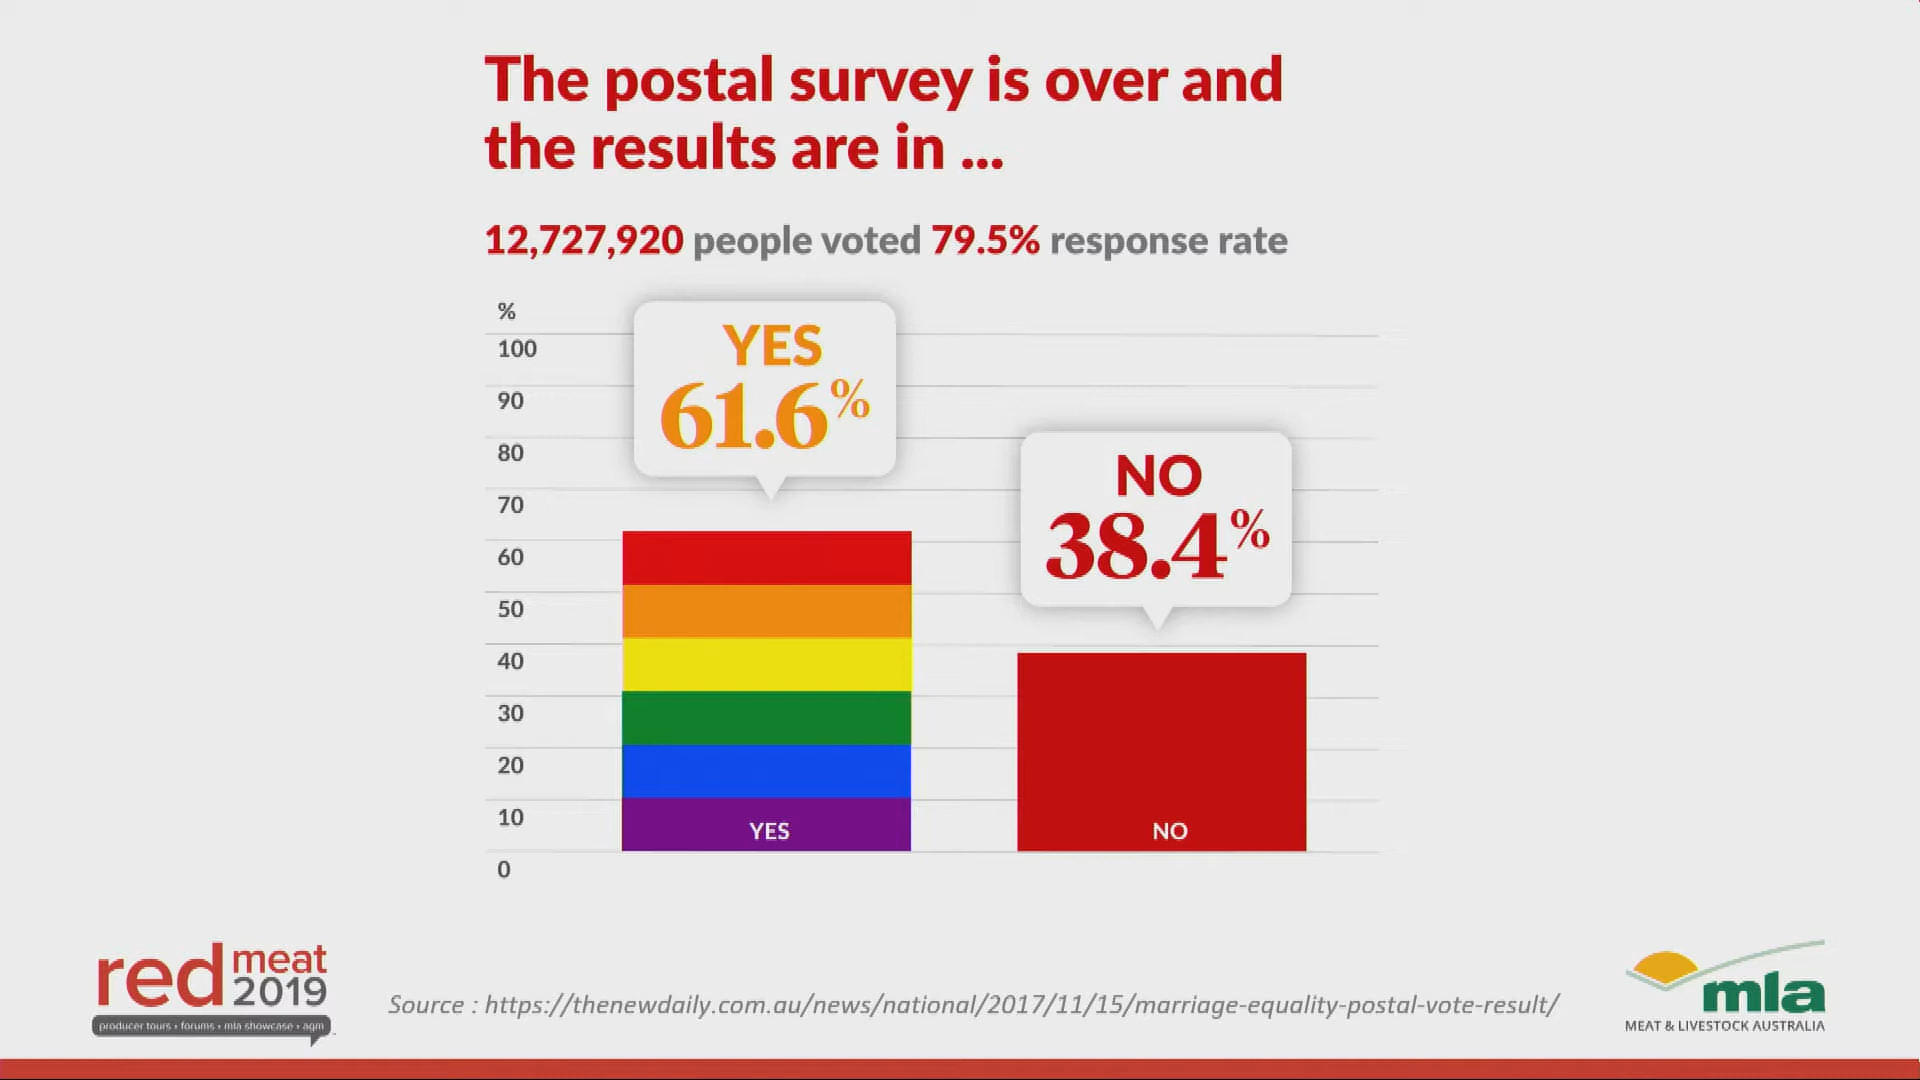 The postal survey is over and
the results are in ...
12,727,920 people voted 79.5% response rate
%
100
90
80
70
60
50
40
30
20
10
0
YES
61.6%
NO
38.4%
YES
NO
red meat
2019
producer tours • forums • mla showcase • agm
Source : https://thenewdaily.com.au/news/national/2017/11/15/marriage-equality-postal-vote-result/
mla
MEAT & LIVESTOCK AUSTRALIA